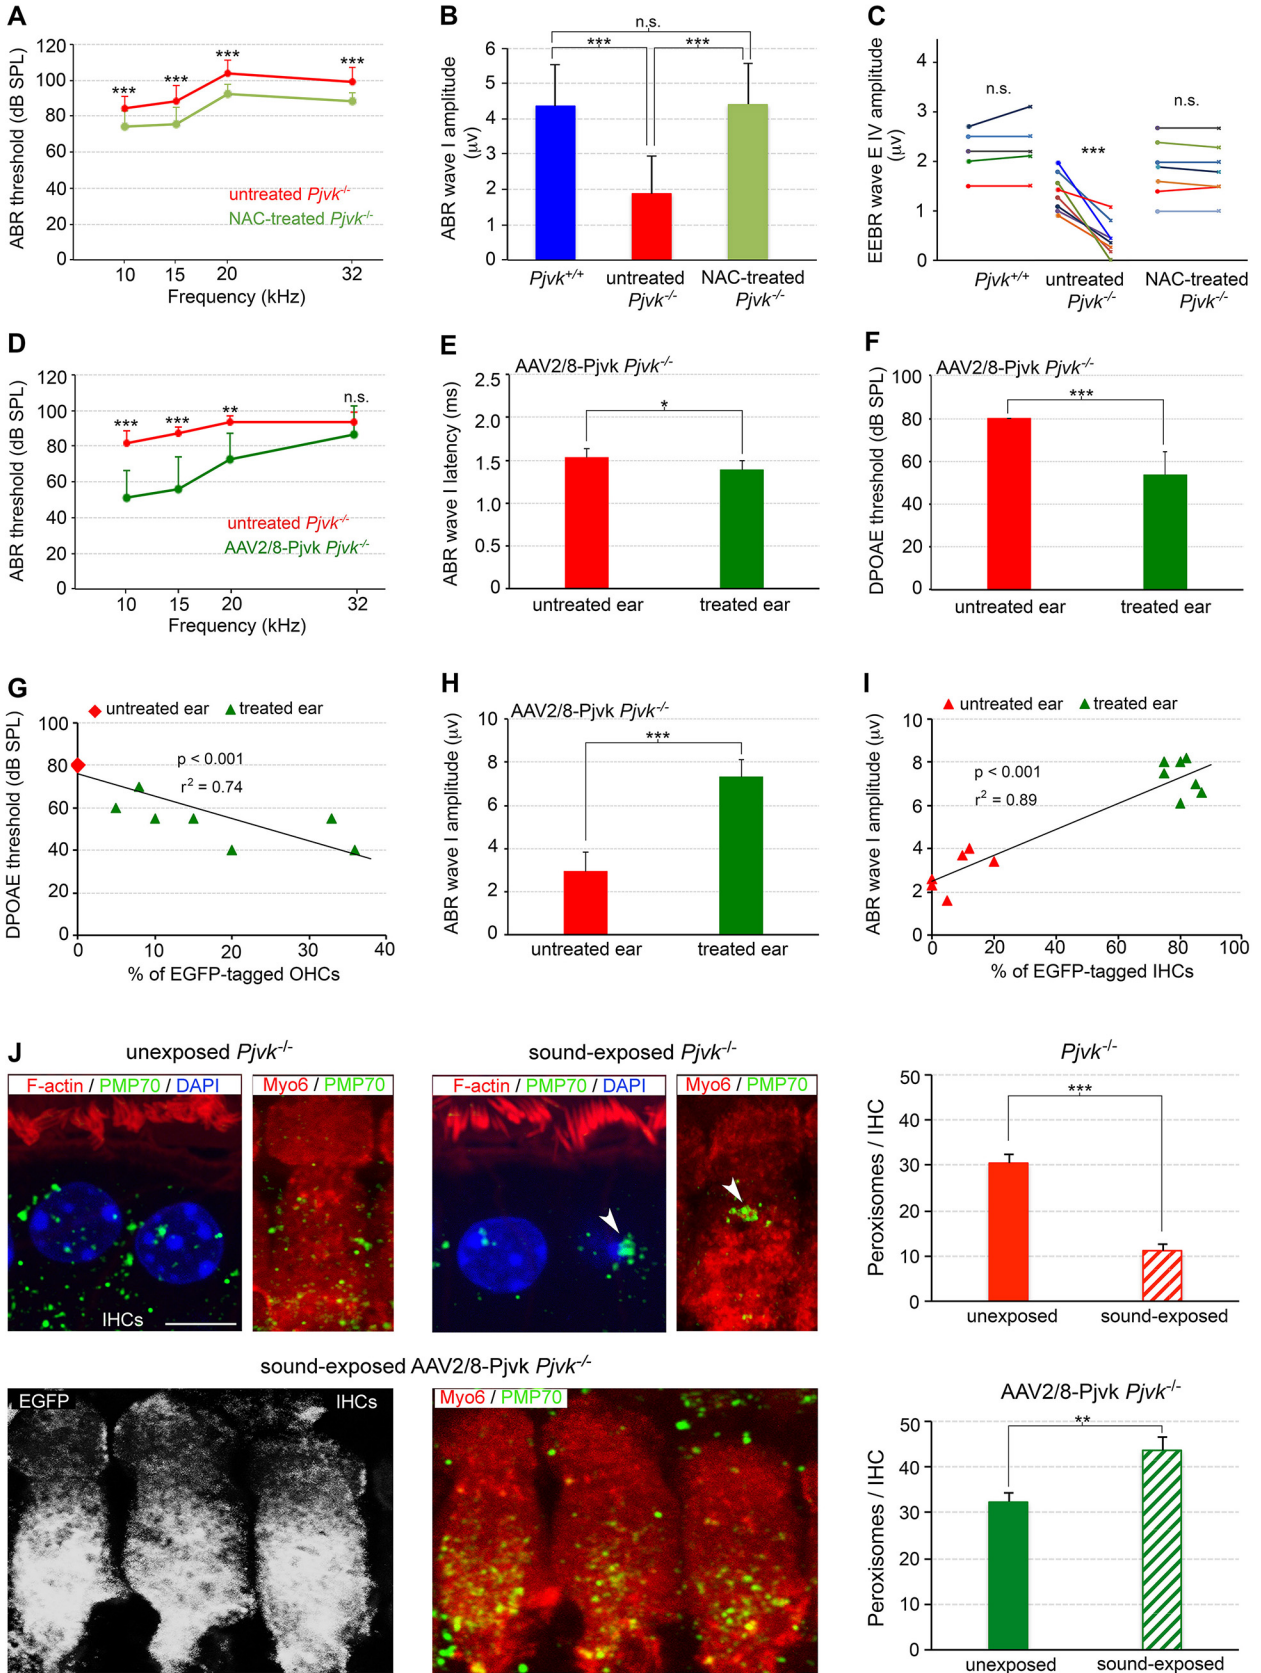 A
ABR threshold (dB SPL)
120
100
80
60
40
20
0
***
***
***
***
untreated Pjvk-/-
NAC-treated Pjvk-/-
10 15 20 32
Frequency (kHz)
B
ABR wave I amplitude
(μv)
6
5
4
3
2
1
0
n.s.
***
***
Pjvk+/+
untreated
Pjvk-/-
NAC-treated
Pjvk-/-
C
EEBR wave E IV amplitude
(μv)
4
3
2
1
0
n.s.
***
n.s.
Pjvk+/+
untreated
Pjvk-/-
NAC-treated
Pjvk-/-
D
ABR threshold (dB SPL)
120
100
80
60
40
20
0
***
***
**
n.s.
untreated Pjvk-/-
AAV2/8-Pjvk Pjvk-/-
10 15 20 32
Frequency (kHz)
E
AAV2/8-Pjvk Pjvk-/-
ABR wave I latency (ms)
2.5
2.0
1.5
1.0
0.5
0
*
untreated ear
treated ear
F
AAV2/8-Pjvk Pjvk-/-
DPOAE threshold (dB SPL)
100
80
60
40
20
0
***
untreated ear
treated ear
G
untreated ear
treated ear
DPOAE threshold (dB SPL)
100
80
60
40
20
0
p < 0.001
r2 = 0.74
0 10 20 30 40
% of EGFP-tagged OHCs
H
AAV2/8-Pjvk Pjvk-/-
ABR wave I amplitude (μv)
10
8
6
4
2
0
***
untreated ear
treated ear
I
untreated ear
treated ear
ABR wave I amplitude (μv)
10
8
6
4
2
0
p < 0.001
r2 = 0.89
0 20 40 60 80 100
% of EGFP-tagged IHCs
J
unexposed Pjvk-/-
F-actin / PMP70 / DAPI
Myo6 / PMP70
IHCs
sound-exposed Pjvk-/-
F-actin / PMP70 / DAPI
Myo6 / PMP70
Pjvk-/-
Peroxisomes / IHC
50
40
30
20
10
0
***
unexposed
sound-exposed
sound-exposed AAV2/8-Pjvk Pjvk-/-
EGFP
IHCs
Myo6 / PMP70
AAV2/8-Pjvk Pjvk-/-
Peroxisomes / IHC
50
40
30
20
10
0
**
unexposed
sound-exposed